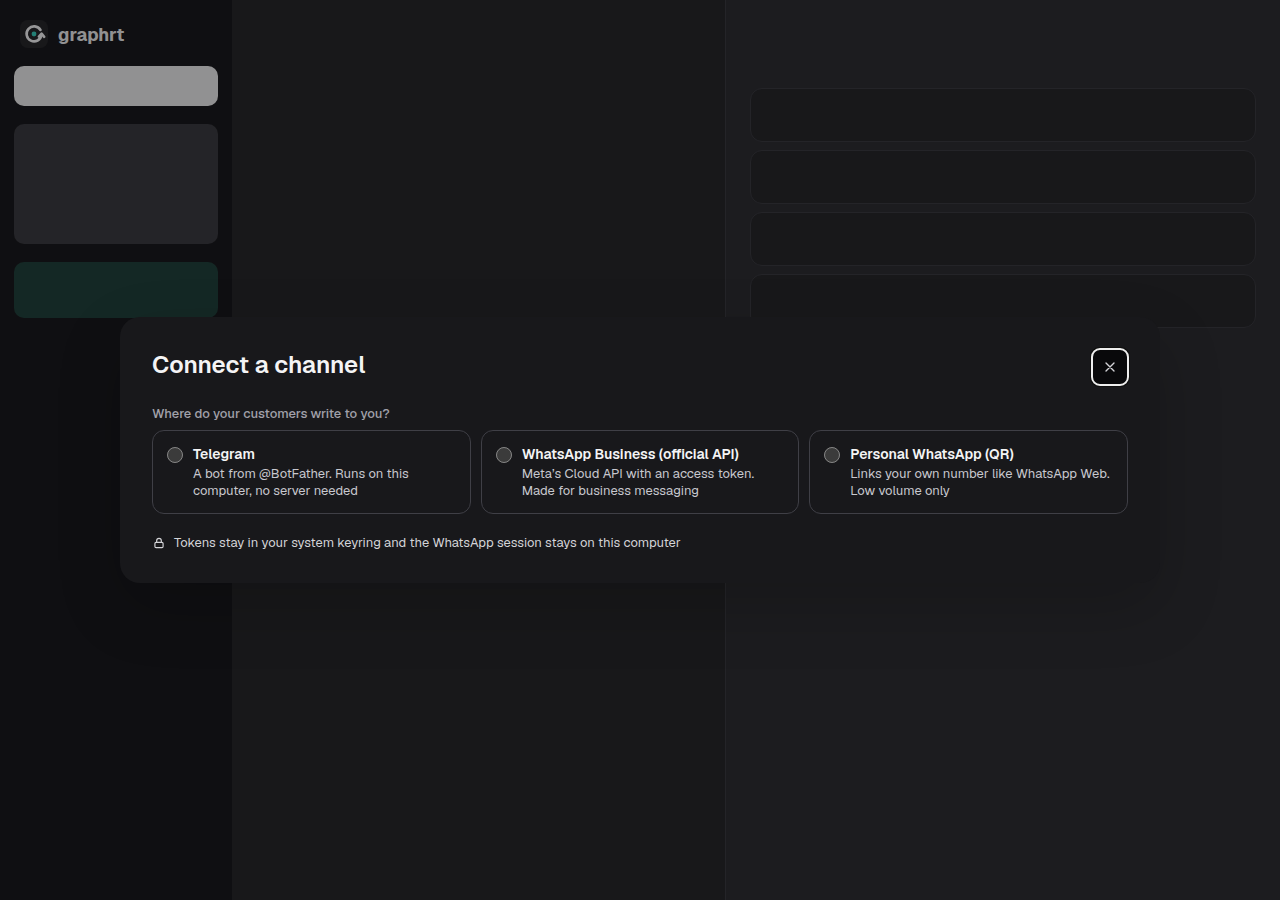 graphrt
Connect a channel
Where do your customers write to you?
Telegram
A bot from @BotFather. Runs on this
computer, no server needed
WhatsApp Business (official API)
Meta's Cloud API with an access token.
Made for business messaging
Personal WhatsApp (QR)
Links your own number like WhatsApp Web.
Low volume only
Tokens stay in your system keyring and the WhatsApp session stays on this computer